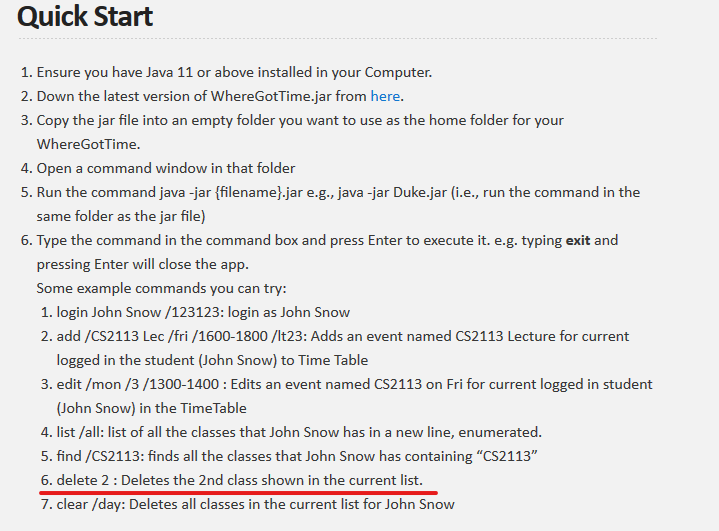 Quick Start
1. Ensure you have Java 11 or above installed in your Computer.
2. Down the latest version of WhereGotTime.jar from here.
3. Copy the jar file into an empty folder you want to use as the home folder for your
WhereGotTime.
4. Open a command window in that folder
5. Run the command java -jar {filename}.jar e.g., java -jar Duke.jar (i.e., run the command in the
same folder as the jar file)
6. Type the command in the command box and press Enter to execute it. e.g. typing exit and
pressing Enter will close the app.
Some example commands you can try:
1. login John Snow /123123: login as John Snow
2. add /CS2113 Lec /fri /1600-1800 /lt23: Adds an event named CS2113 Lecture for current
logged in the student (John Snow) to Time Table
3. edit /mon /3 /1300-1400 : Edits an event named CS2113 on Fri for current logged in student
(John Snow) in the TimeTable
4. list /all: list of all the classes that John Snow has in a new line, enumerated.
5. find /CS2113: finds all the classes that John Snow has containing “CS2113”
6. delete 2 : Deletes the 2nd class shown in the current list.
7. clear /day: Deletes all classes in the current list for John Snow